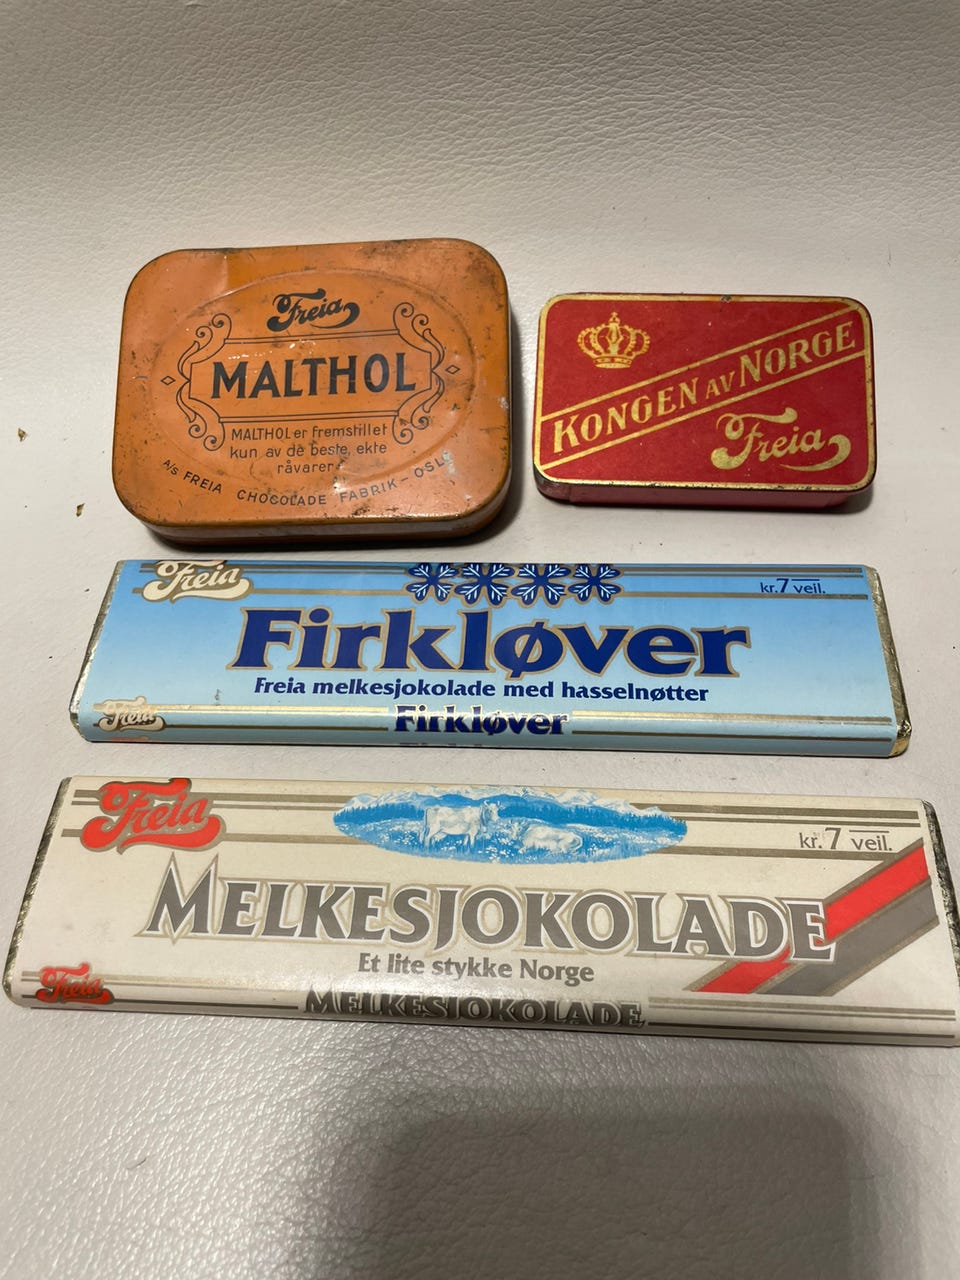 Freia
MALTHOL
MALTHOL er fremstillet
kun av de beste, ekte
råvarer
A/S FREIA CHOCOLADE FABRIK - OSLO
KONGEN AV NORGE
Freia
Freia
kr. 7 veil.
Firkløver
Freia melkesjokolade med hasselnøtter
Freia
Firkløver
Freia
kr. 7 veil.
MELKESJOKOLADE
Et lite stykke Norge
Freia
MELKESJOKOLADE